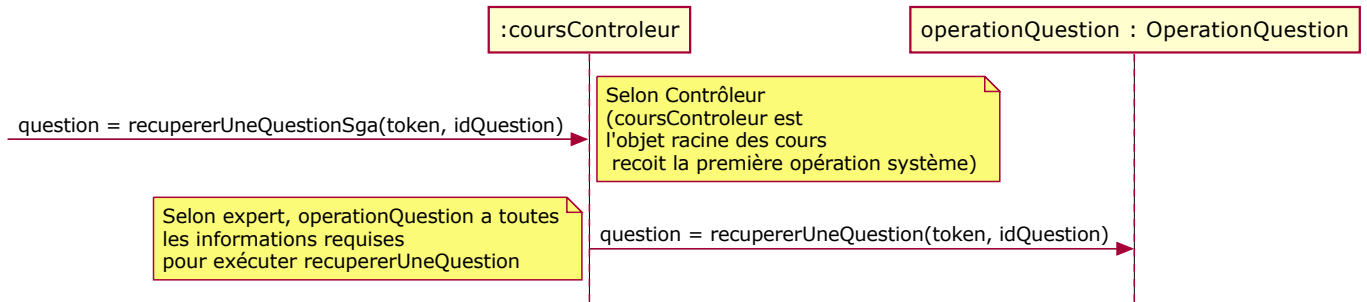 :coursControleur
operationQuestion : OperationQuestion
question = recupererUneQuestionSga(token, idQuestion)
Selon Contrôleur
(coursControleur est
l'objet racine des cours
recoit la première opération système)
Selon expert, operationQuestion a toutes
les informations requises
pour exécuter recupererUneQuestion
question = recupererUneQuestion(token, idQuestion)